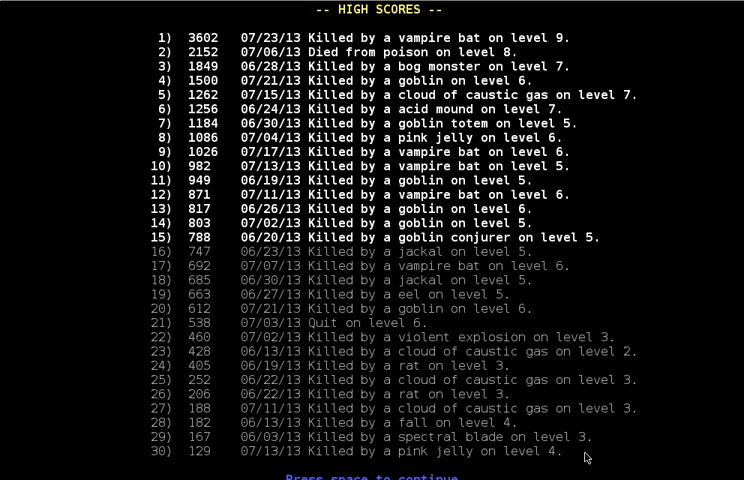 -- HIGH SCORES --
1) 3602 07/23/13 Killed by a vampire bat on level 9.
2) 2152 07/06/13 Died from poison on level 8.
3) 1849 06/28/13 Killed by a bog monster on level 7.
4) 1500 07/21/13 Killed by a goblin on level 6.
5) 1262 07/15/13 Killed by a cloud of caustic gas on level 7.
6) 1256 06/24/13 Killed by a acid mound on level 7.
7) 1184 06/30/13 Killed by a goblin totem on level 5.
8) 1086 07/04/13 Killed by a pink jelly on level 6.
9) 1026 07/17/13 Killed by a vampire bat on level 6.
10) 982 07/13/13 Killed by a vampire bat on level 5.
11) 949 06/19/13 Killed by a goblin on level 5.
12) 871 07/11/13 Killed by a vampire bat on level 6.
13) 817 06/26/13 Killed by a goblin on level 6.
14) 803 07/02/13 Killed by a goblin on level 5.
15) 788 06/20/13 Killed by a goblin conjurer on level 5.
16) 747 06/23/13 Killed by a jackal on level 5.
17) 692 07/07/13 Killed by a vampire bat on level 6.
18) 685 06/30/13 Killed by a jackal on level 5.
19) 663 06/27/13 Killed by a eel on level 5.
20) 612 07/21/13 Killed by a goblin on level 6.
21) 538 07/03/13 Quit on level 6.
22) 460 07/02/13 Killed by a violent explosion on level 3.
23) 428 06/13/13 Killed by a cloud of caustic gas on level 2.
24) 405 06/19/13 Killed by a rat on level 3.
25) 252 06/22/13 Killed by a cloud of caustic gas on level 3.
26) 206 06/22/13 Killed by a rat on level 3.
27) 188 07/11/13 Killed by a cloud of caustic gas on level 3.
28) 182 06/13/13 Killed by a fall on level 4.
29) 167 06/03/13 Killed by a spectral blade on level 3.
30) 129 07/13/13 Killed by a pink jelly on level 4.
Press space to continue